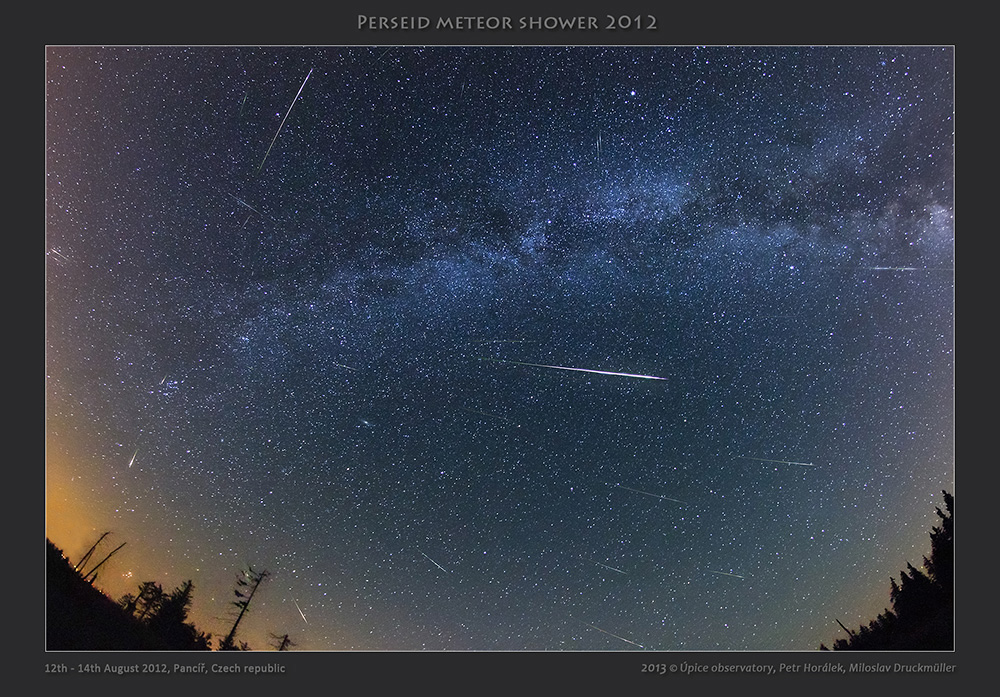 Perseid meteor shower 2012
12th - 14th August 2012, Pancíř, Czech republic
2013 © Úpice observatory, Petr Horálek, Miloslav Druckmüller